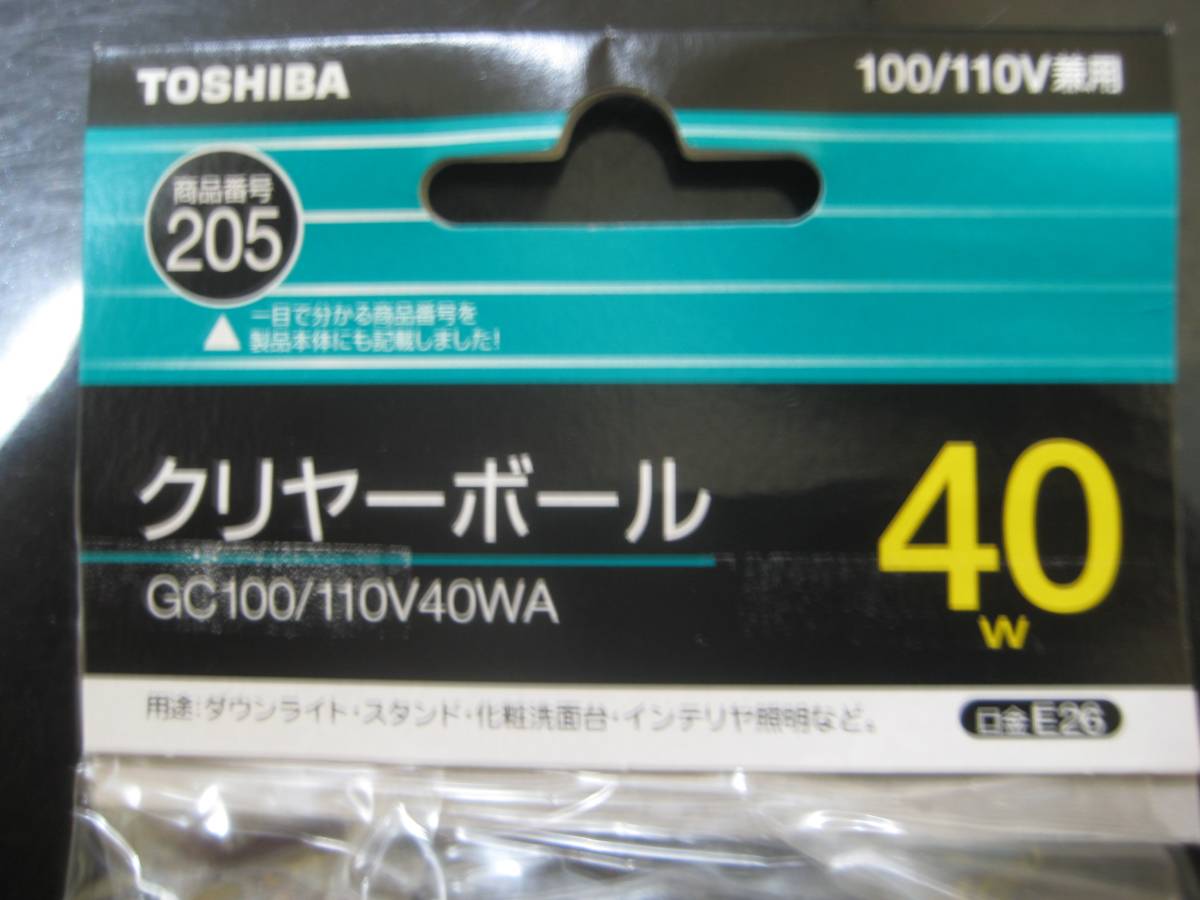 TOSHIBA
100/110V兼用
商品番号
205
一目で分かる商品番号を
製品本体にも記載しました!
クリヤーボール
40
W
GC100/110V40WA
用途:ダウンライト・スタンド・化粧洗面台・インテリヤ照明など。
口金E26